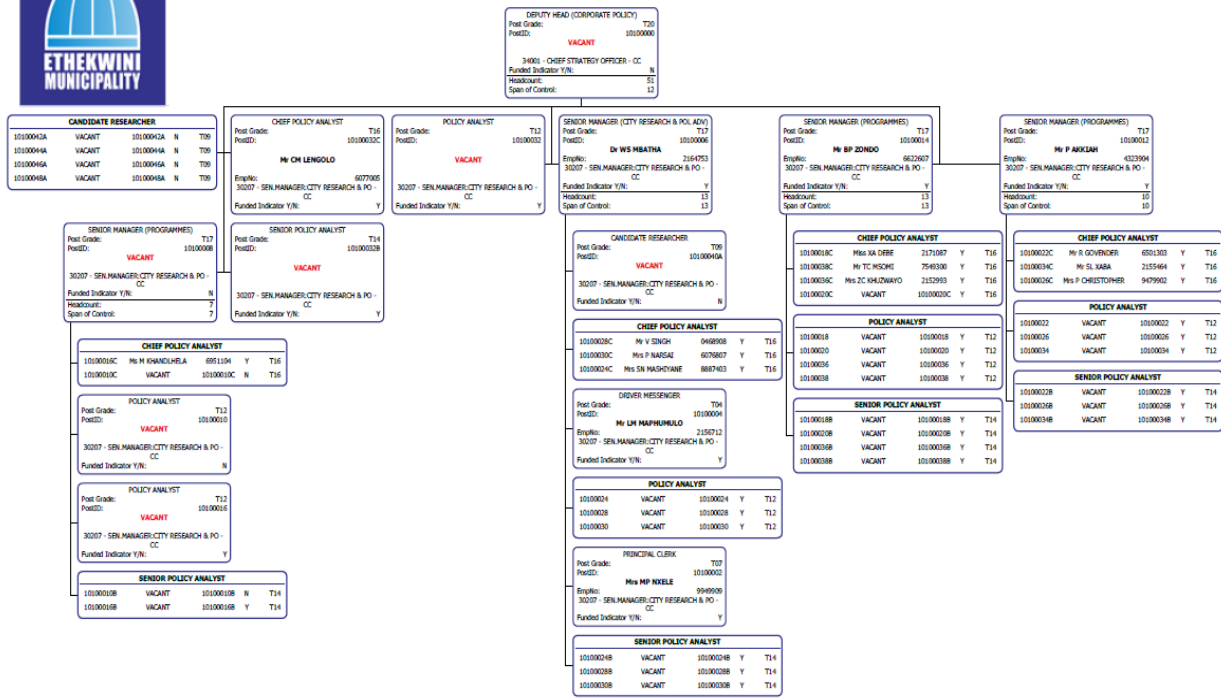 ETHEKWINI
MUNICIPALITY
DEPUTY HEAD (CORPORATE POLICY)
Post Grade: T20
PostID: 10100000
VACANT
34001 - CHIEF STRATEGY OFFICER - CC
Funded Indicator Y/N: N
Headcount: 51
Span of Control: 12
CANDIDATE RESEARCHER
10100042A VACANT 10100042A N T09
10100044A VACANT 10100044A N T09
10100046A VACANT 10100046A N T09
10100048A VACANT 10100048A N T09
CHIEF POLICY ANALYST
Post Grade: T16
PostID: 10100032C
Mr CM LENGOLO
EmpNo: 6077005
30207 - SEN.MANAGER:CITY RESEARCH & PO -
CC
Funded Indicator Y/N: Y
POLICY ANALYST
Post Grade: T12
PostID: 10100032
VACANT
30207 - SEN.MANAGER:CITY RESEARCH & PO -
CC
Funded Indicator Y/N: Y
SENIOR MANAGER (CITY RESEARCH & POL ADV)
Post Grade: T17
PostID: 10100006
Dr WS MBATHA
EmpNo: 2164753
30207 - SEN.MANAGER:CITY RESEARCH & PO -
CC
Funded Indicator Y/N: Y
Headcount: 13
Span of Control: 13
SENIOR MANAGER (PROGRAMMES)
Post Grade: T17
PostID: 10100014
Mr BP ZONDO
EmpNo: 6622607
30207 - SEN.MANAGER:CITY RESEARCH & PO -
CC
Funded Indicator Y/N: Y
Headcount: 13
Span of Control: 13
SENIOR MANAGER (PROGRAMMES)
Post Grade: T17
PostID: 10100012
Mr P AKKIAH
EmpNo: 4323904
30207 - SEN.MANAGER:CITY RESEARCH & PO -
CC
Funded Indicator Y/N: Y
Headcount: 10
Span of Control: 10
SENIOR MANAGER (PROGRAMMES)
Post Grade: T17
PostID: 10100008
VACANT
30207 - SEN.MANAGER:CITY RESEARCH & PO -
CC
Funded Indicator Y/N: N
Headcount: 7
Span of Control: 7
SENIOR POLICY ANALYST
Post Grade: T14
PostID: 10100032B
VACANT
30207 - SEN.MANAGER:CITY RESEARCH & PO -
CC
Funded Indicator Y/N: Y
CHIEF POLICY ANALYST
10100016C Ms M KHANDLHELA 6951104 Y T16
10100010C VACANT 10100010C N T16
POLICY ANALYST
Post Grade: T12
PostID: 10100010
VACANT
30207 - SEN.MANAGER:CITY RESEARCH & PO -
CC
Funded Indicator Y/N: N
POLICY ANALYST
Post Grade: T12
PostID: 10100016
VACANT
30207 - SEN.MANAGER:CITY RESEARCH & PO -
CC
Funded Indicator Y/N: Y
SENIOR POLICY ANALYST
10100010B VACANT 10100010B N T14
10100016B VACANT 10100016B Y T14
CANDIDATE RESEARCHER
Post Grade: T09
PostID: 10100040A
VACANT
30207 - SEN.MANAGER:CITY RESEARCH & PO -
CC
Funded Indicator Y/N: N
CHIEF POLICY ANALYST
10100028C Mr V SINGH 0468908 Y T16
10100030C Mrs P NARSAI 6076807 Y T16
10100024C Mrs SN MASHIYANE 8887403 Y T16
DRIVER MESSENGER
Post Grade: T04
PostID: 10100004
Mr LM MAPHUMULO
EmpNo: 2156712
30207 - SEN.MANAGER:CITY RESEARCH & PO -
CC
Funded Indicator Y/N: Y
POLICY ANALYST
10100024 VACANT 10100024 Y T12
10100028 VACANT 10100028 Y T12
10100030 VACANT 10100030 Y T12
PRINCIPAL CLERK
Post Grade: T07
PostID: 10100002
Mrs MP NXELE
EmpNo: 9949909
30207 - SEN.MANAGER:CITY RESEARCH & PO -
CC
Funded Indicator Y/N: Y
SENIOR POLICY ANALYST
10100024B VACANT 10100024B Y T14
10100028B VACANT 10100028B Y T14
10100030B VACANT 10100030B Y T14
CHIEF POLICY ANALYST
10100018C Miss XA DEBE 2171087 Y T16
10100038C Mr TC MSOMI 7549300 Y T16
10100036C Mrs ZC KHUZWAYO 2152993 Y T16
10100020C VACANT 10100020C Y T16
POLICY ANALYST
10100018 VACANT 10100018 Y T12
10100020 VACANT 10100020 Y T12
10100036 VACANT 10100036 Y T12
10100038 VACANT 10100038 Y T12
SENIOR POLICY ANALYST
10100018B VACANT 10100018B Y T14
10100020B VACANT 10100020B Y T14
10100036B VACANT 10100036B Y T14
10100038B VACANT 10100038B Y T14
CHIEF POLICY ANALYST
10100022C Mr R GOVENDER 6501303 Y T16
10100034C Mr SL XABA 2155464 Y T16
10100026C Mrs P CHRISTOPHER 9479902 Y T16
POLICY ANALYST
10100022 VACANT 10100022 Y T12
10100026 VACANT 10100026 Y T12
10100034 VACANT 10100034 Y T12
SENIOR POLICY ANALYST
10100022B VACANT 10100022B Y T14
10100026B VACANT 10100026B Y T14
10100034B VACANT 10100034B Y T14